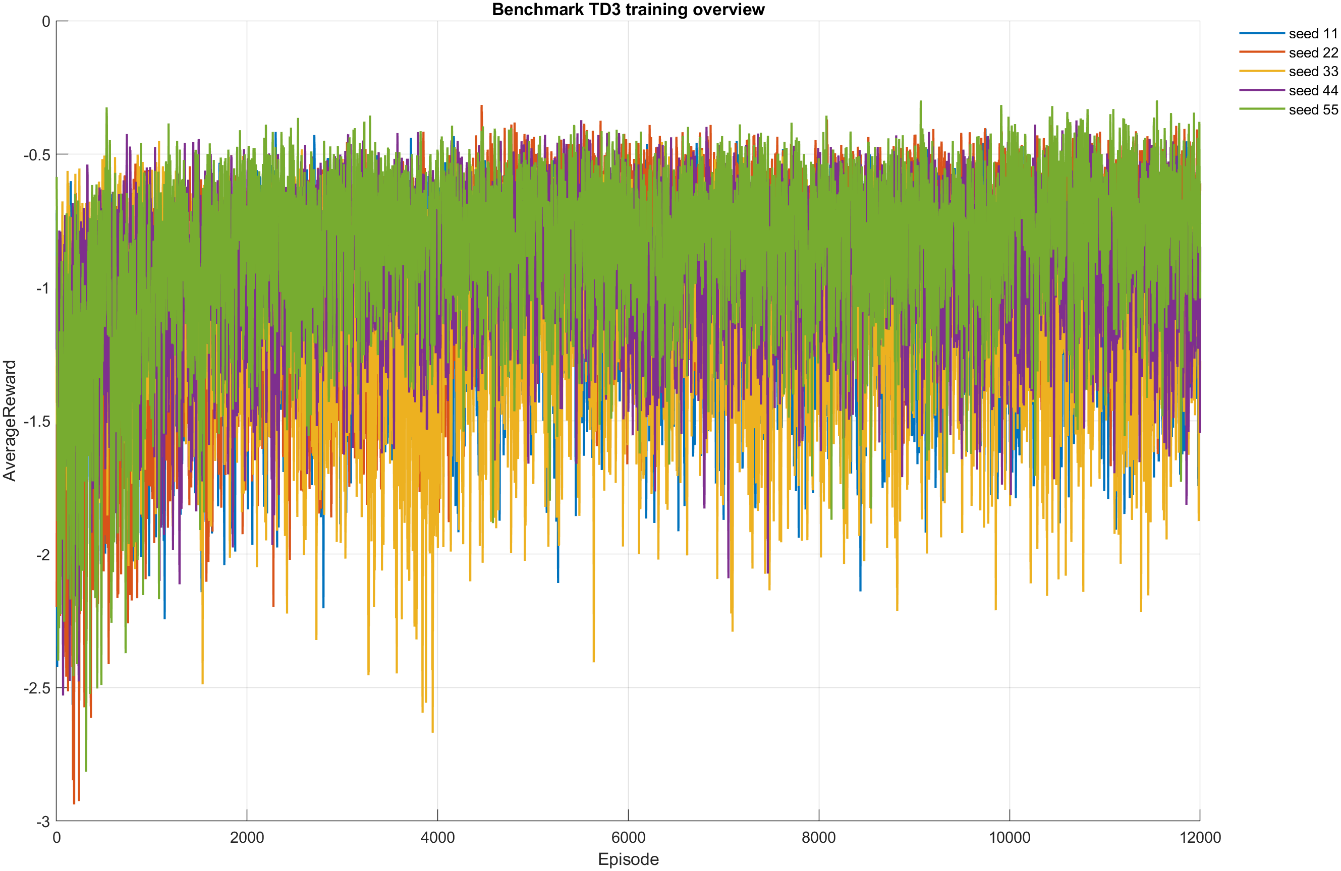 Benchmark TD3 training overview
seed 11
seed 22
seed 33
seed 44
seed 55
0
-0.5
-1
-1.5
-2
-2.5
-3
AverageReward
0 2000 4000 6000 8000 10000 12000
Episode